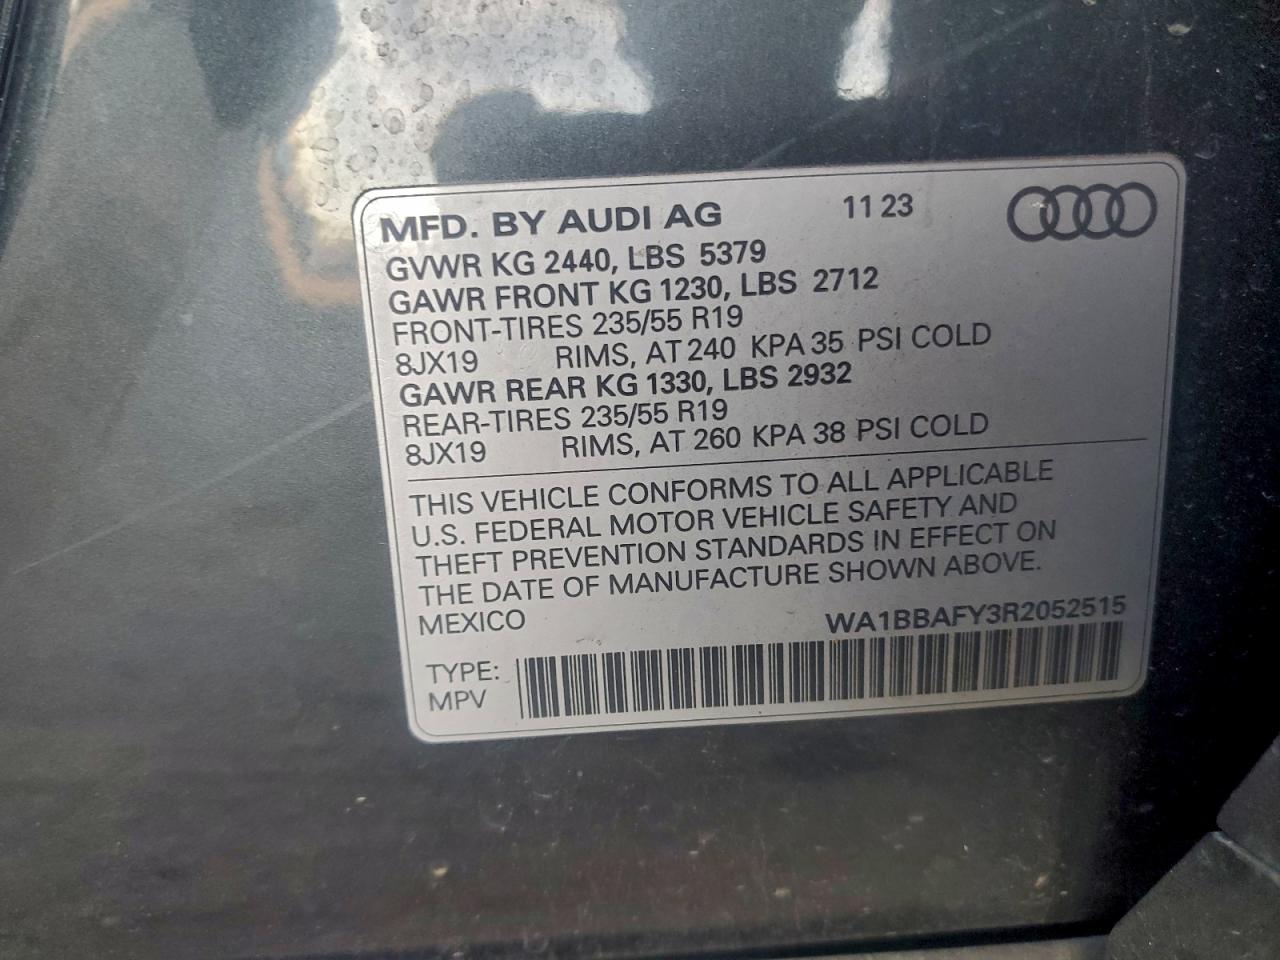 MFD. BY AUDI AG 11 23
GVWR KG 2440, LBS 5379
GAWR FRONT KG 1230, LBS 2712
FRONT-TIRES 235/55 R19
8JX19 RIMS, AT 240 KPA 35 PSI COLD
GAWR REAR KG 1330, LBS 2932
REAR-TIRES 235/55 R19
8JX19 RIMS, AT 260 KPA 38 PSI COLD
THIS VEHICLE CONFORMS TO ALL APPLICABLE
U.S. FEDERAL MOTOR VEHICLE SAFETY AND
THEFT PREVENTION STANDARDS IN EFFECT ON
THE DATE OF MANUFACTURE SHOWN ABOVE.
MEXICO WA1BBAFY3R2052515
TYPE:
MPV